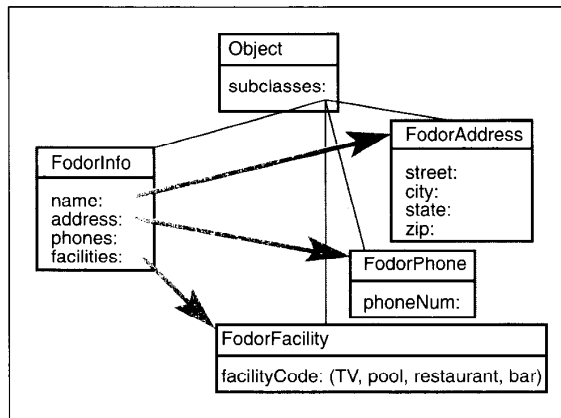 Object
subclasses:
FodorInfo
name:
address:
phones:
facilities:
FodorAddress
street:
city:
state:
zip:
FodorPhone
phoneNum:
FodorFacility
facilityCode: (TV, pool, restaurant, bar)